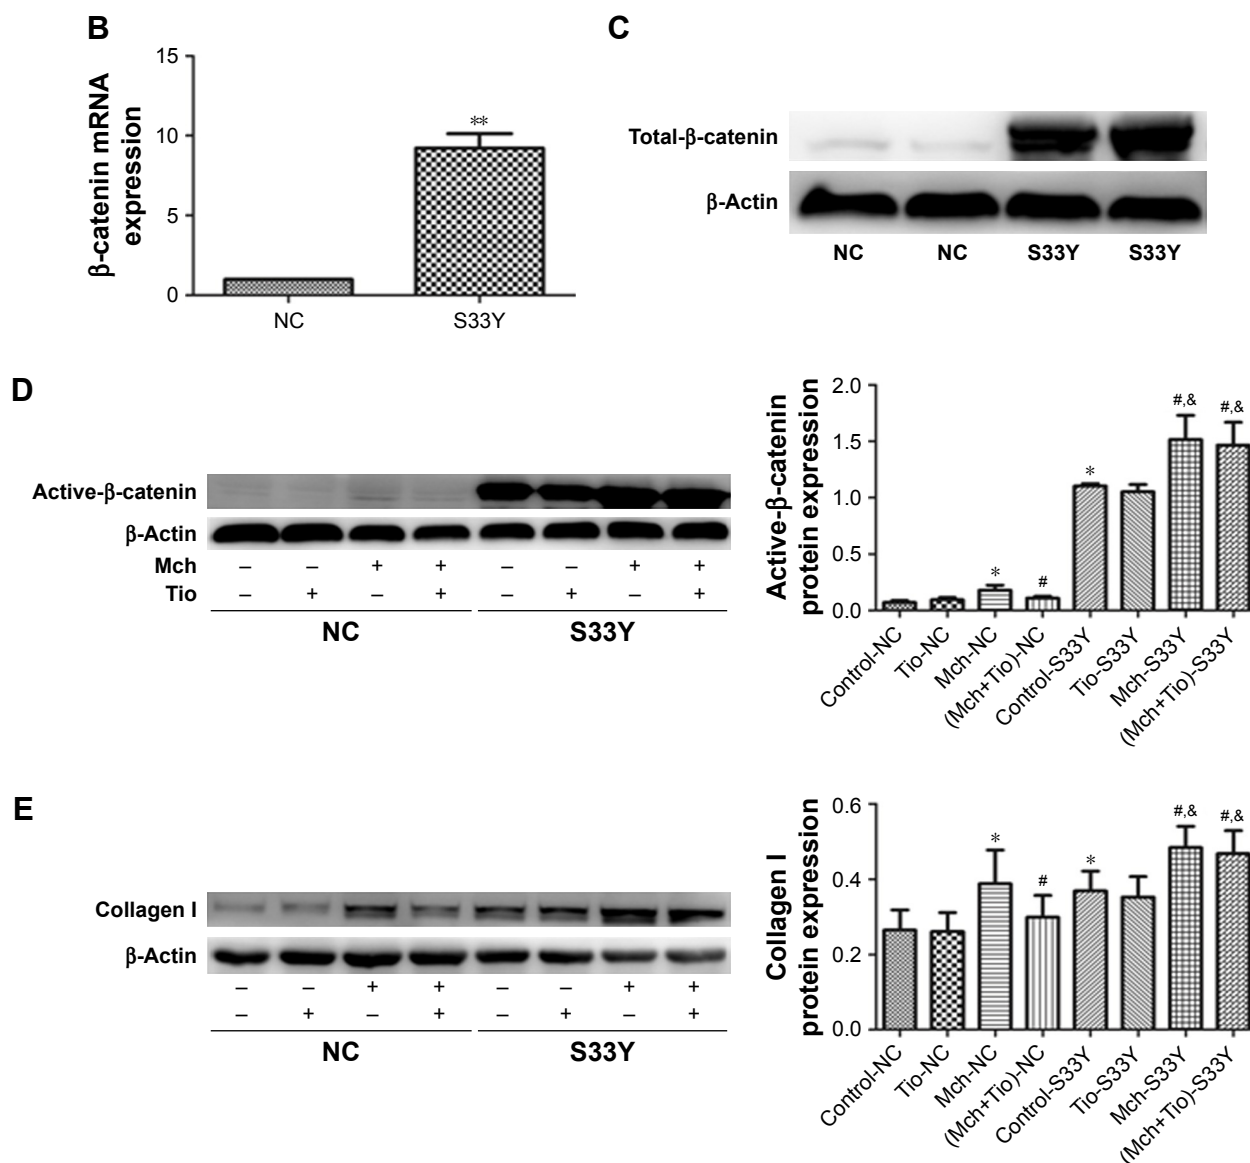 B
β-catenin mRNA
expression
15
10
5
0
**
NC
S33Y
C
Total-β-catenin
β-Actin
NC NC S33Y S33Y
D
Active-β-catenin
β-Actin
Mch – – + + – – + +
Tio – + – + – + – +
NC S33Y
Active-β-catenin
protein expression
2.0
1.5
1.0
0.5
0.0
* # * #,& #,&
Control-NC
Tio-NC
Mch-NC
(Mch+Tio)-NC
Control-S33Y
Tio-S33Y
Mch-S33Y
(Mch+Tio)-S33Y
E
Collagen I
β-Actin
– – + + – – + +
– + – + – + – +
NC S33Y
Collagen I
protein expression
0.6
0.4
0.2
0.0
* # * #,& #,&
Control-NC
Tio-NC
Mch-NC
(Mch+Tio)-NC
Control-S33Y
Tio-S33Y
Mch-S33Y
(Mch+Tio)-S33Y